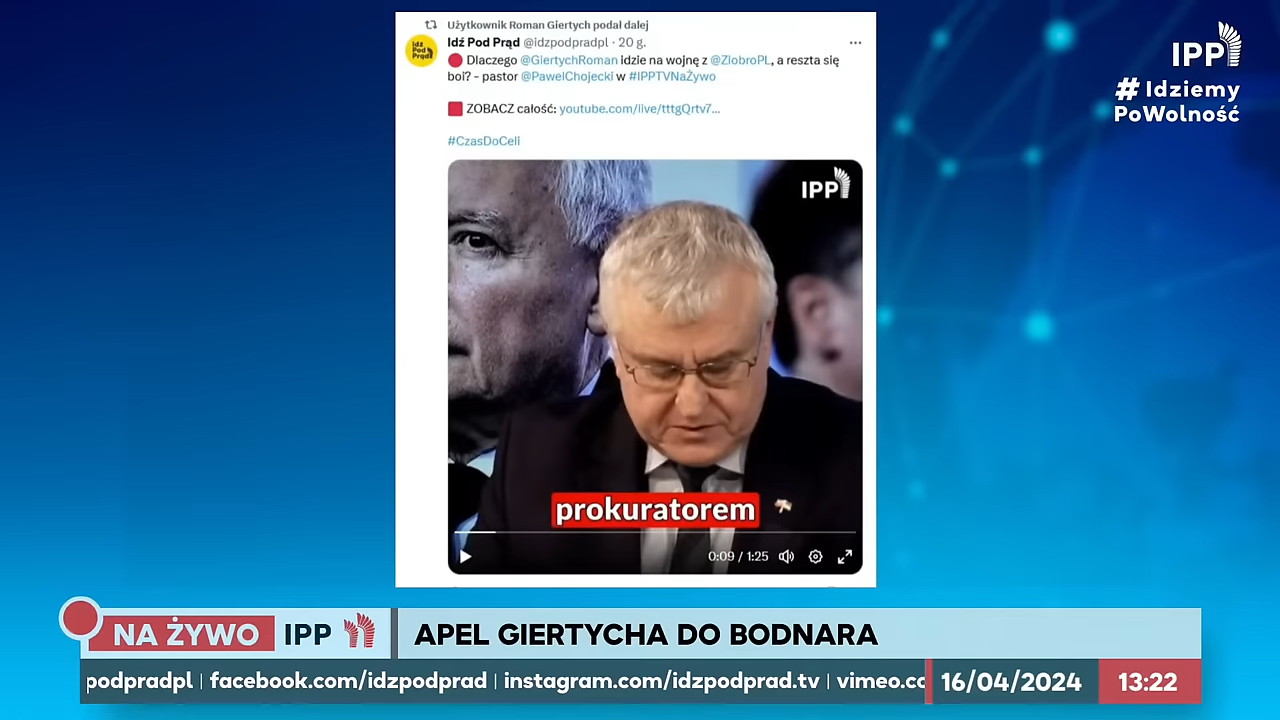 Użytkownik Roman Giertych podał dalej
Idź Pod Prąd @idzpodpradpl · 20 g.
Idź Pod Prąd
Dlaczego @GiertychRoman idzie na wojnę z @ZiobroPL, a reszta się
boi? - pastor @PawelChojecki w #IPPTVNaŻywo
ZOBACZ całość: youtube.com/live/tttgQrtv7...
#CzasDoCeli
IPP
prokuratorem
0:09 / 1:25
IPP
#Idziemy
PoWolność
NA ŻYWO IPP
APEL GIERTYCHA DO BODNARA
podpradpl | facebook.com/idzpodprad | instagram.com/idzpodprad.tv | vimeo.co
16/04/2024
13:22